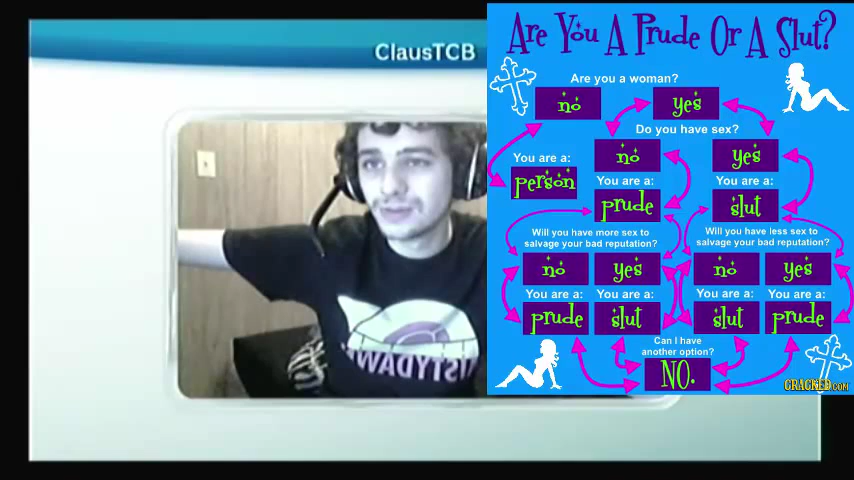 ClausTCB
Are You A Prude Or A Slut?
Are you a woman?
no
yes
Do you have sex?
You are a:
person
no
yes
You are a:
You are a:
prude
slut
Will you have more sex to
salvage your bad reputation?
Will you have less sex to
salvage your bad reputation?
no
yes
no
yes
You are a:
You are a:
You are a:
You are a:
prude
slut
slut
prude
Can I have
another option?
NO.
CRACKED.COM